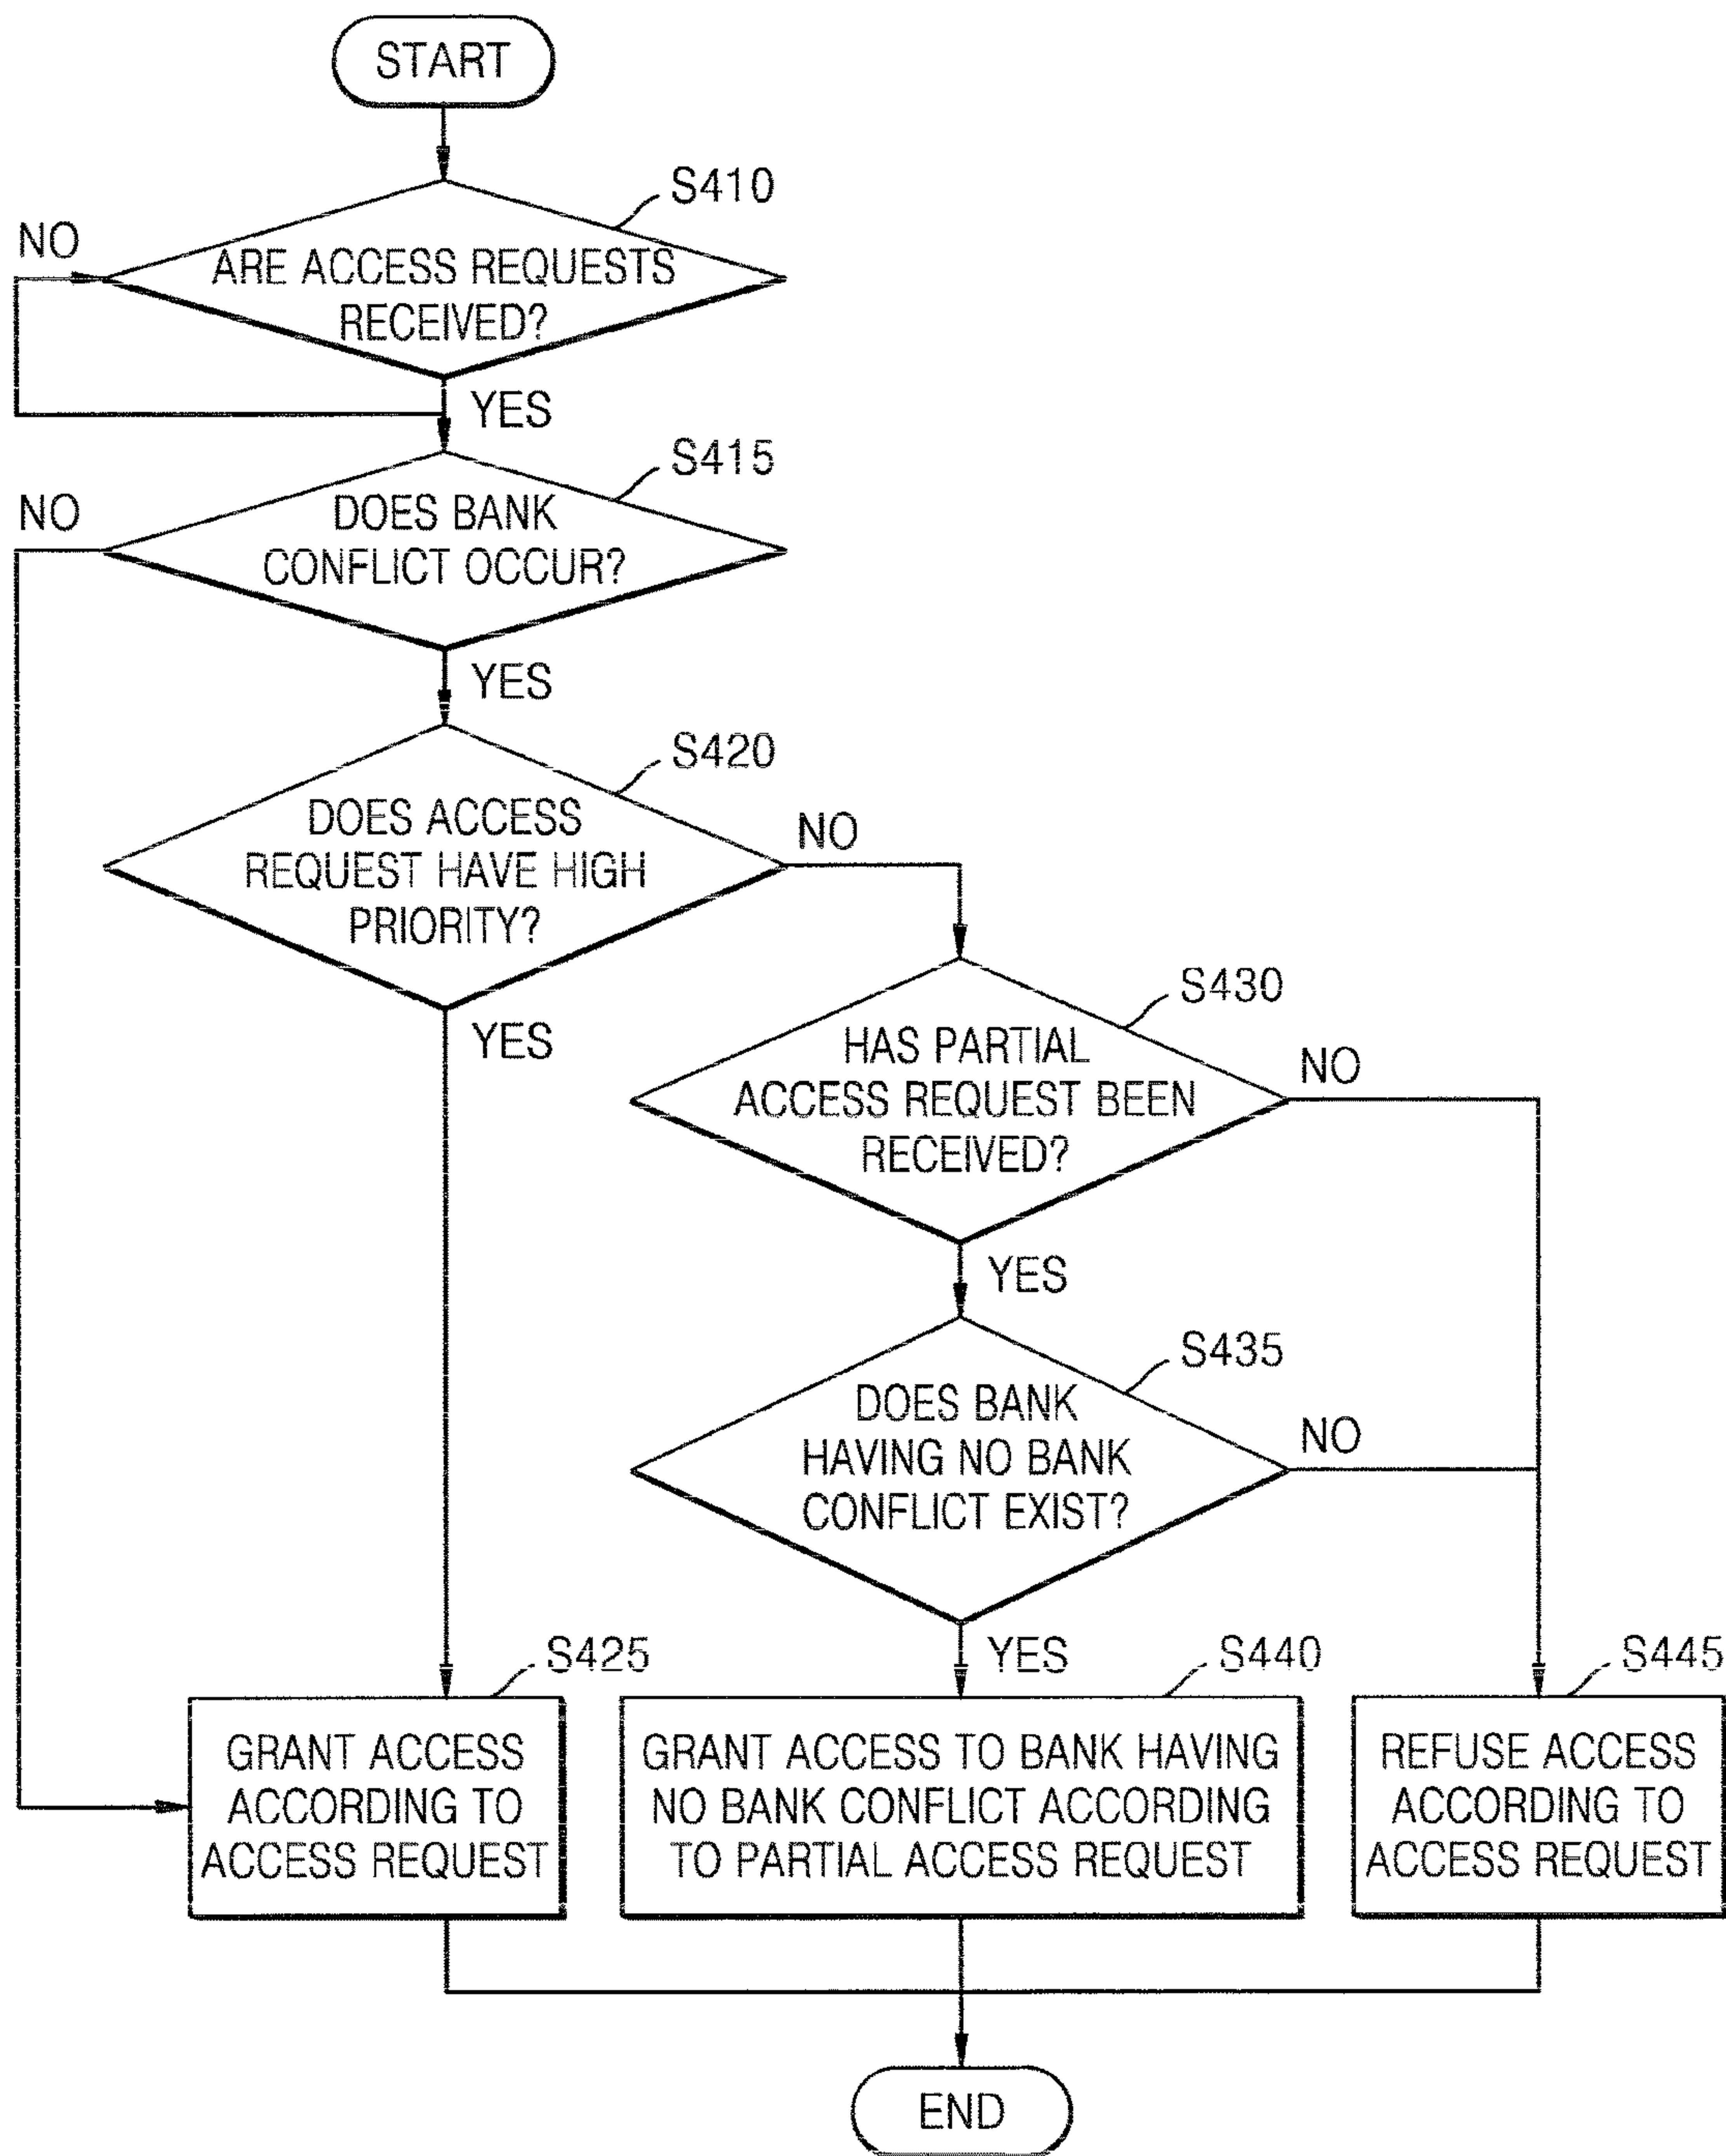 START
S410
NO
ARE ACCESS REQUESTS
RECEIVED?
YES
S415
NO
DOES BANK
CONFLICT OCCUR?
YES
S420
DOES ACCESS
REQUEST HAVE HIGH
PRIORITY?
NO
YES
S430
HAS PARTIAL
ACCESS REQUEST BEEN
RECEIVED?
NO
YES
S435
DOES BANK
HAVING NO BANK
CONFLICT EXIST?
NO
YES
S425
GRANT ACCESS
ACCORDING TO
ACCESS REQUEST
S440
GRANT ACCESS TO BANK HAVING
NO BANK CONFLICT ACCORDING
TO PARTIAL ACCESS REQUEST
S445
REFUSE ACCESS
ACCORDING TO
ACCESS REQUEST
END